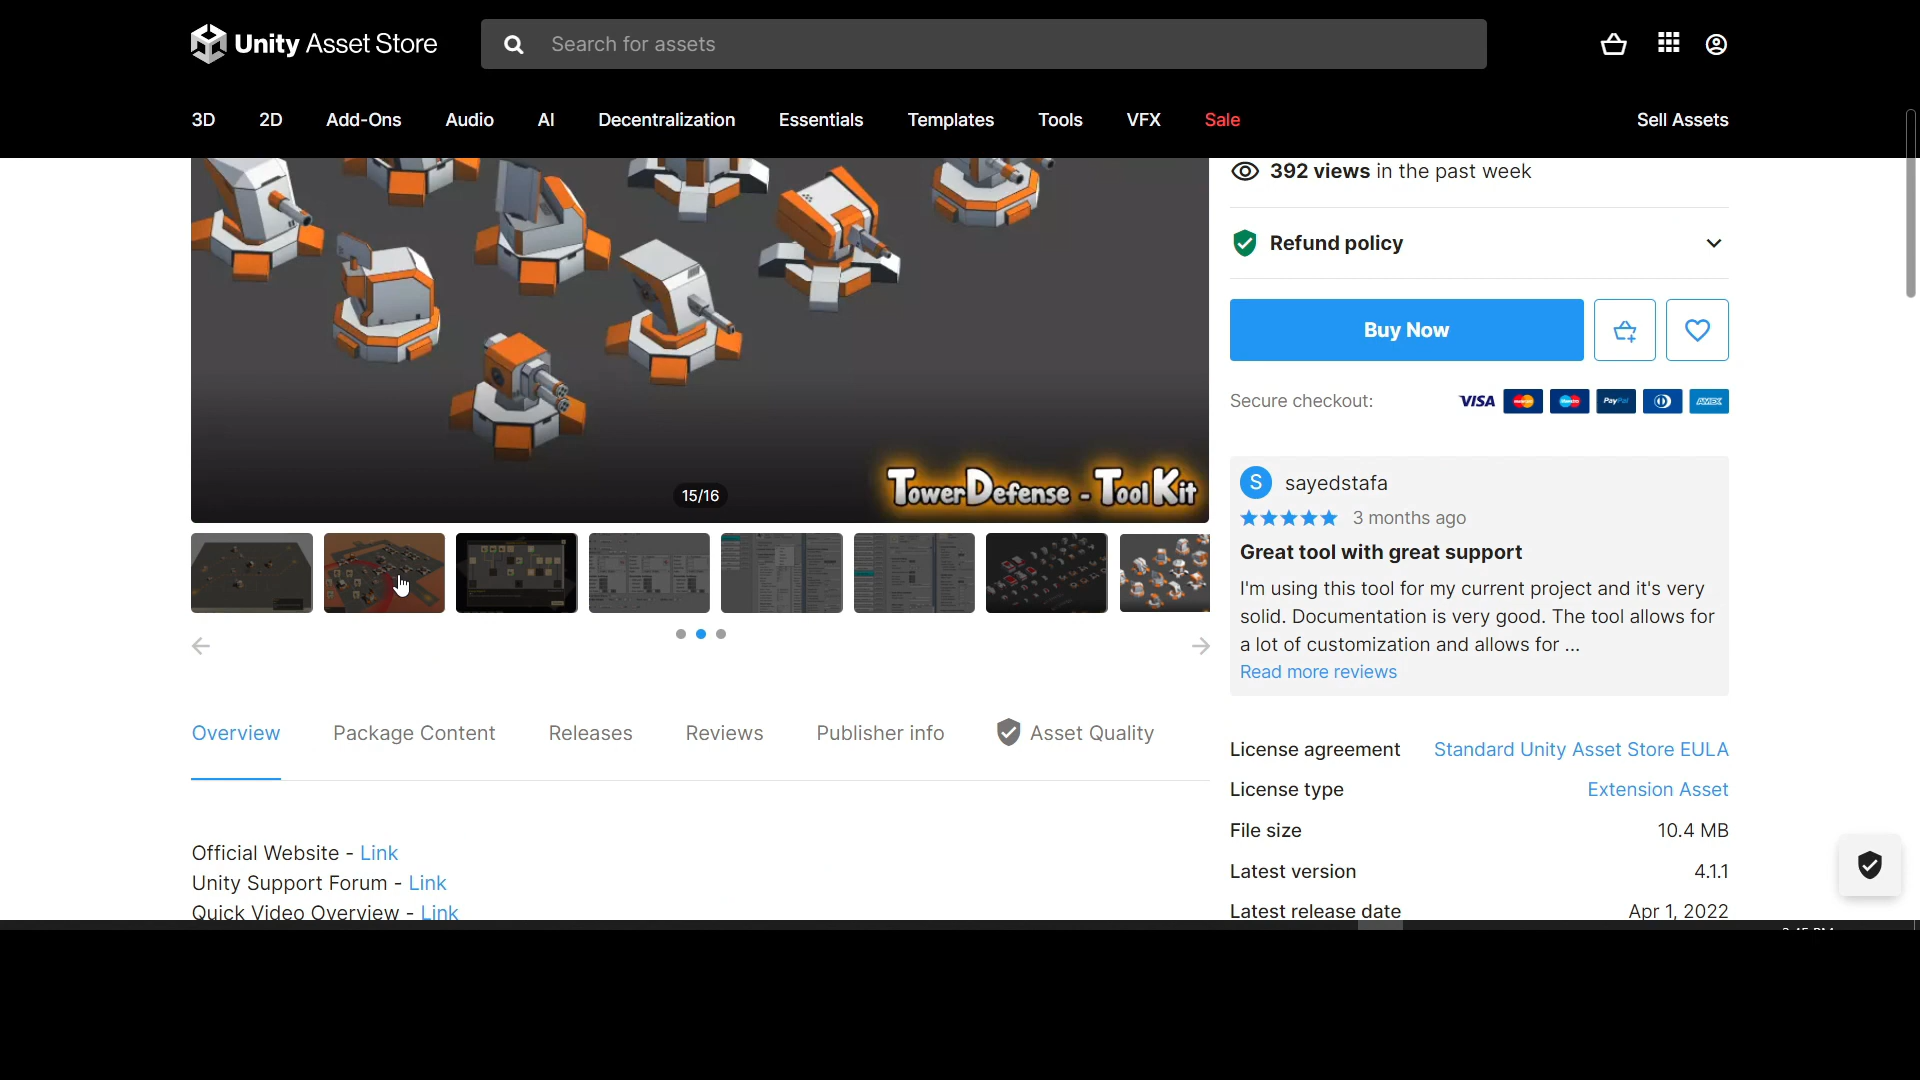 Unity Asset Store
Search for assets
3D
2D
Add-Ons
Audio
AI
Decentralization
Essentials
Templates
Tools
VFX
Sale
Sell Assets
392 views in the past week
Refund policy
Buy Now
Secure checkout:
VISA
PayPal
AMEX
15/16
TowerDefense - ToolKit
S
sayedstafa
3 months ago
Great tool with great support
I'm using this tool for my current project and it's very
solid. Documentation is very good. The tool allows for
a lot of customization and allows for ...
Read more reviews
Overview
Package Content
Releases
Reviews
Publisher info
Asset Quality
License agreement
Standard Unity Asset Store EULA
License type
Extension Asset
File size
10.4 MB
Latest version
4.1.1
Latest release date
Apr 1, 2022
Official Website - Link
Unity Support Forum - Link
Quick Video Overview - Link